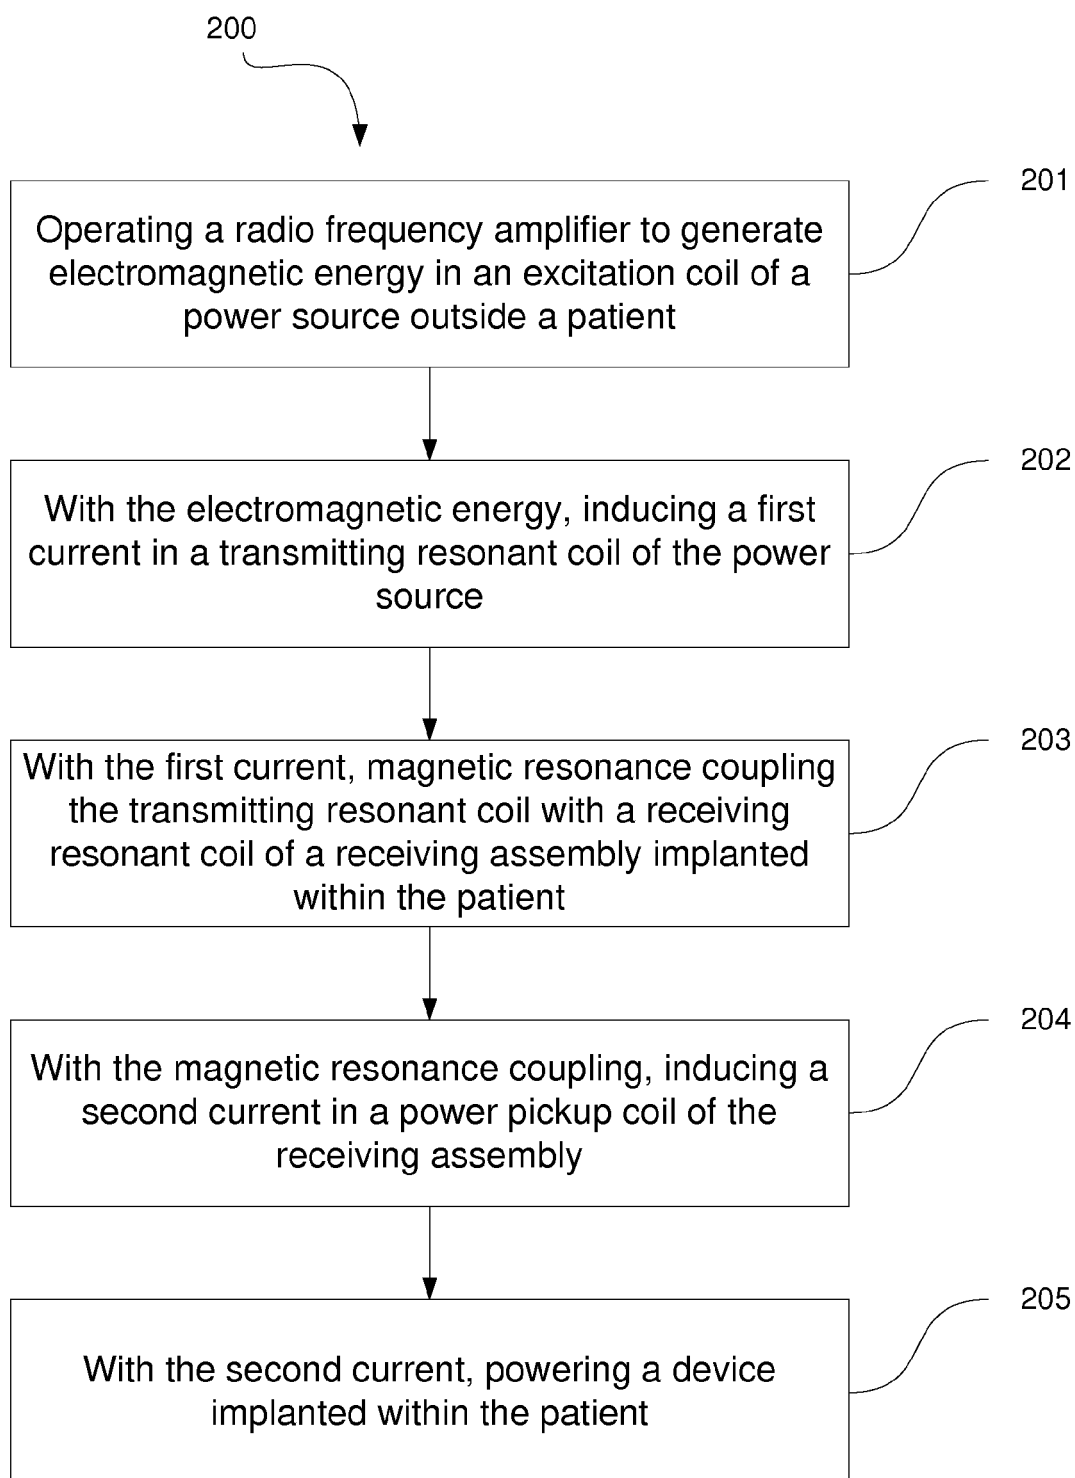 200
201
Operating a radio frequency amplifier to generate
electromagnetic energy in an excitation coil of a
power source outside a patient
202
With the electromagnetic energy, inducing a first
current in a transmitting resonant coil of the power
source
203
With the first current, magnetic resonance coupling
the transmitting resonant coil with a receiving
resonant coil of a receiving assembly implanted
within the patient
204
With the magnetic resonance coupling, inducing a
second current in a power pickup coil of the
receiving assembly
205
With the second current, powering a device
implanted within the patient